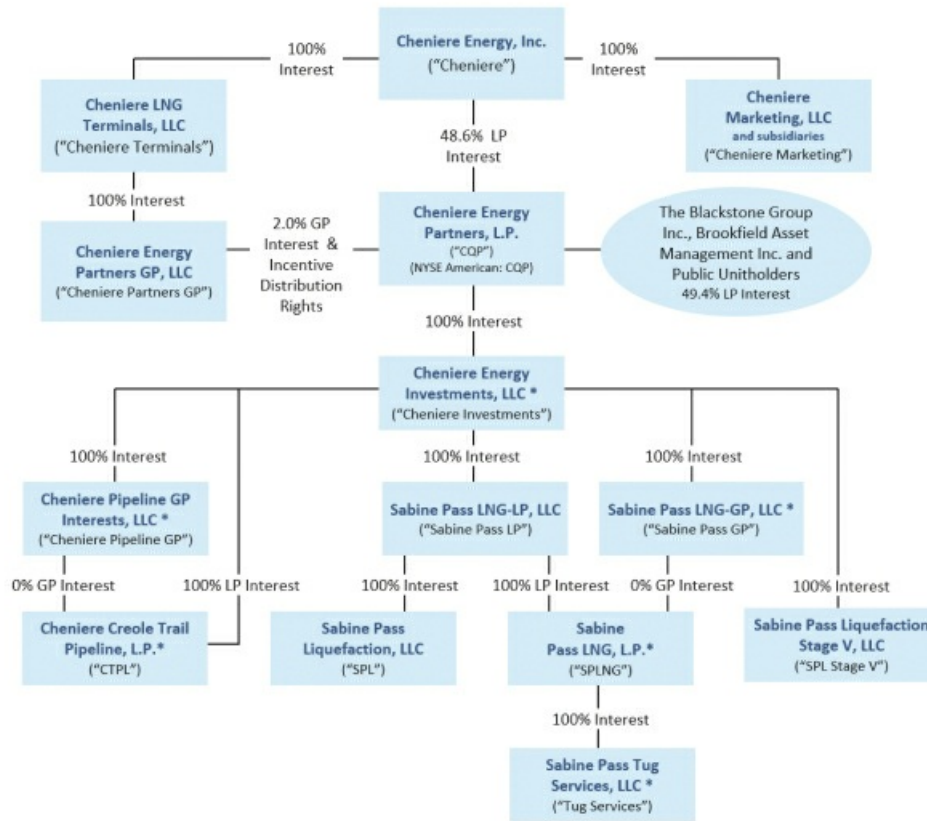 Cheniere Energy, Inc.
("Cheniere")
100%
Interest
100%
Interest
Cheniere LNG
Terminals, LLC
("Cheniere Terminals")
48.6% LP
Interest
Cheniere
Marketing, LLC
and subsidiaries
("Cheniere Marketing")
100% Interest
Cheniere Energy
Partners GP, LLC
("Cheniere Partners GP")
2.0% GP
Interest &
Incentive
Distribution
Rights
Cheniere Energy
Partners, L.P.
("CQP")
(NYSE American: CQP)
The Blackstone Group
Inc., Brookfield Asset
Management Inc. and
Public Unitholders
49.4% LP Interest
100% Interest
Cheniere Energy
Investments, LLC *
("Cheniere Investments")
100% Interest
100% Interest
100% Interest
Cheniere Pipeline GP
Interests, LLC *
("Cheniere Pipeline GP")
Sabine Pass LNG-LP, LLC
("Sabine Pass LP")
Sabine Pass LNG-GP, LLC *
("Sabine Pass GP")
0% GP Interest
100% LP Interest
100% Interest
100% LP Interest
0% GP Interest
100% Interest
Cheniere Creole Trail
Pipeline, L.P.*
("CTPL")
Sabine Pass
Liquefaction, LLC
("SPL")
Sabine
Pass LNG, L.P.*
("SPLNG")
Sabine Pass Liquefaction
Stage V, LLC
("SPL Stage V")
100% Interest
Sabine Pass Tug
Services, LLC *
("Tug Services")